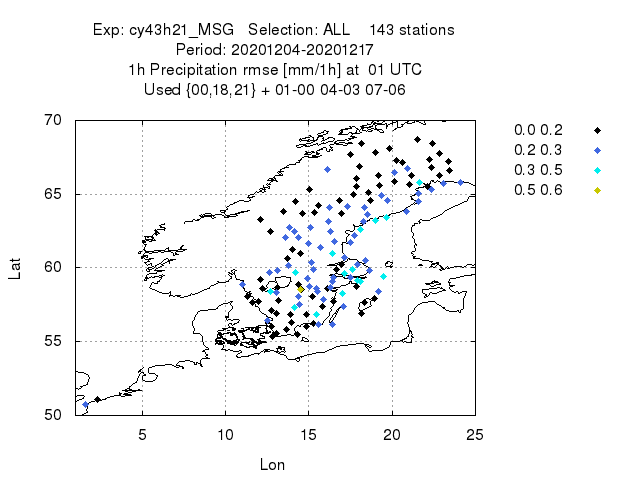 Exp: cy43h21_MSG Selection: ALL 143 stations
Period: 20201204-20201217
1h Precipitation rmse [mm/1h] at 01 UTC
Used {00,18,21} + 01-00 04-03 07-06
0.0 0.2
0.2 0.3
0.3 0.5
0.5 0.6
70
65
60
55
50
Lat
5 10 15 20 25
Lon